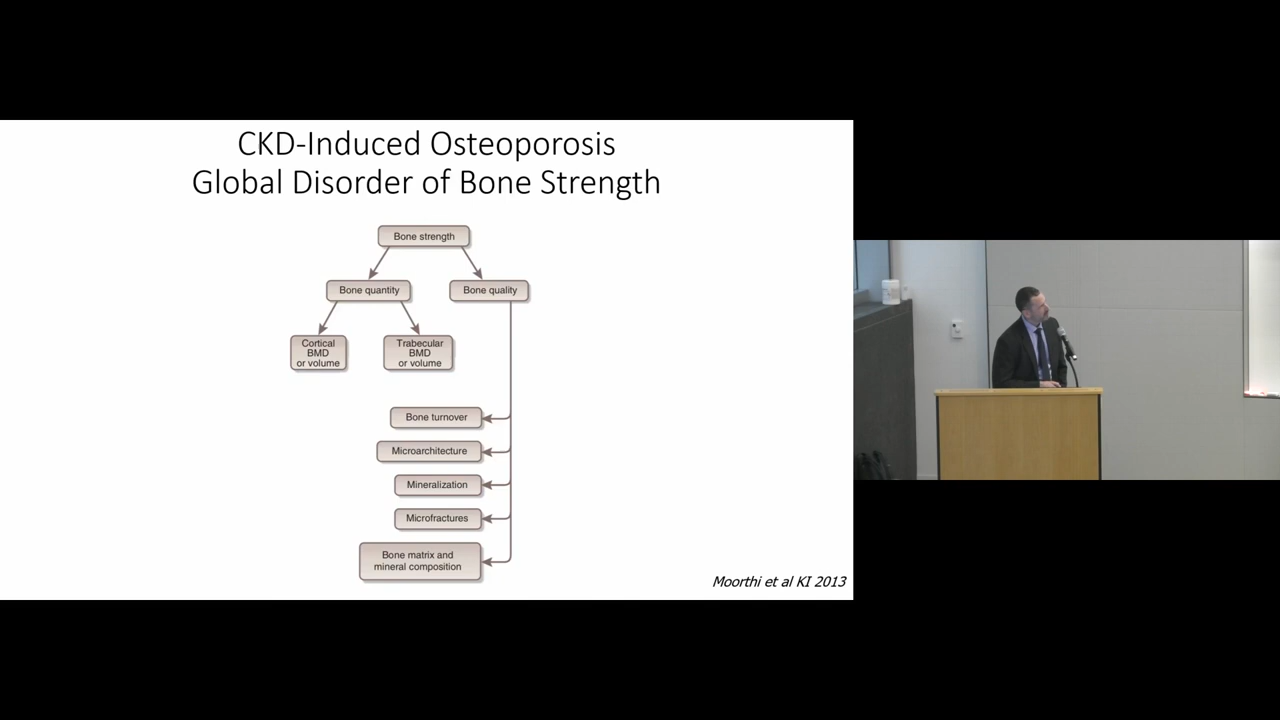 CKD-Induced Osteoporosis
Global Disorder of Bone Strength
Bone strength
Bone quantity
Bone quality
Cortical
BMD
or volume
Trabecular
BMD
or volume
Bone turnover
Microarchitecture
Mineralization
Microfractures
Bone matrix and
mineral composition
Moorthi et al KI 2013